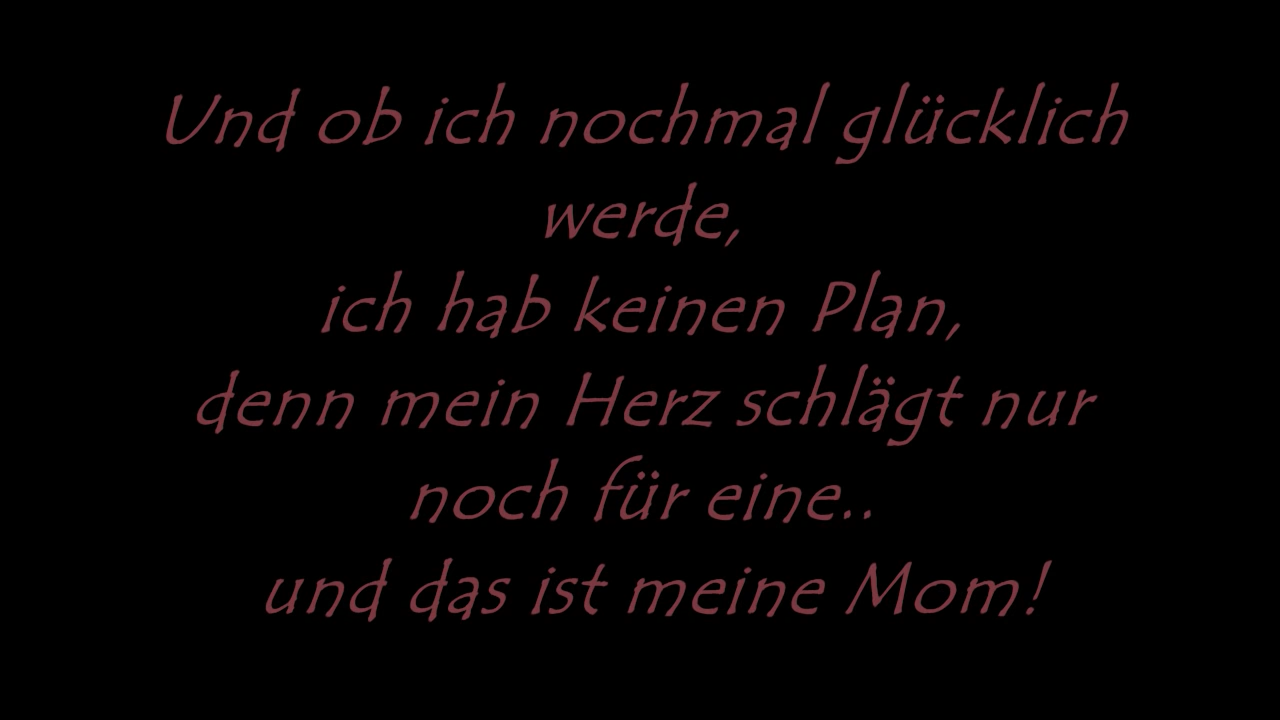 Und ob ich nochmal glücklich
werde,
ich hab keinen Plan,
denn mein Herz schlägt nur
noch für eine..
und das ist meine Mom!